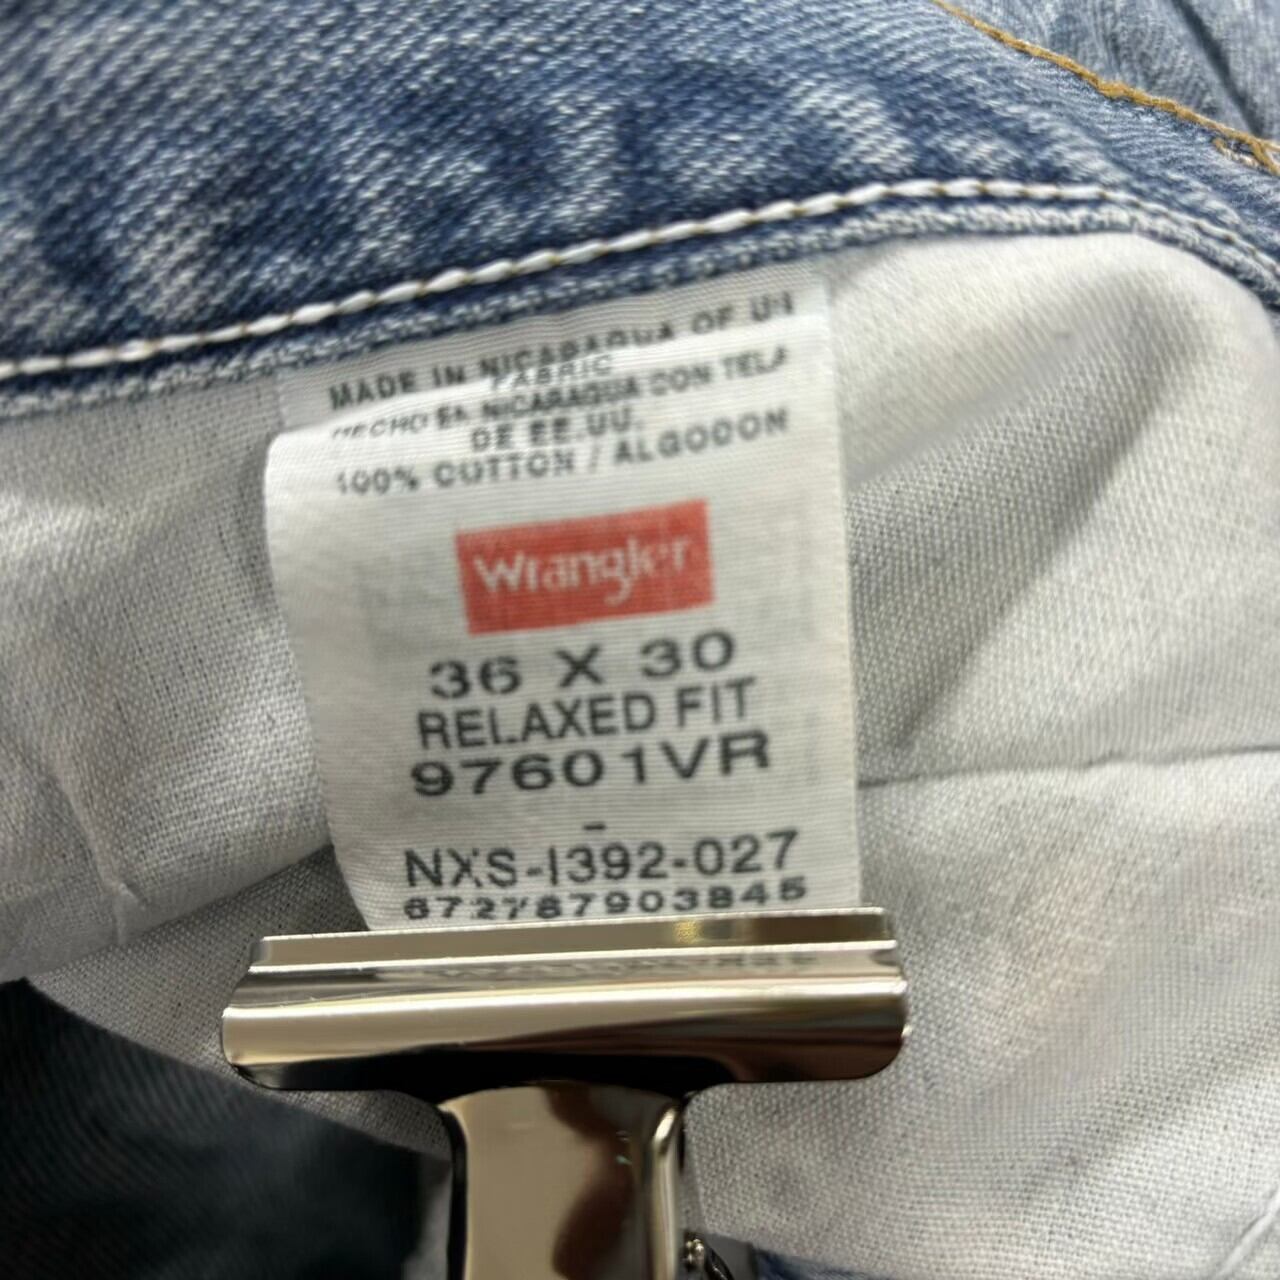 MADE IN NICARAGUA OF US
FABRIC
HECHO EN NICARAGUA CON TELA
DE EE.UU.
100% COTTON / ALGODON
Wrangler
36 X 30
RELAXED FIT
97601VR
-
NXS-1392-027
672787903845